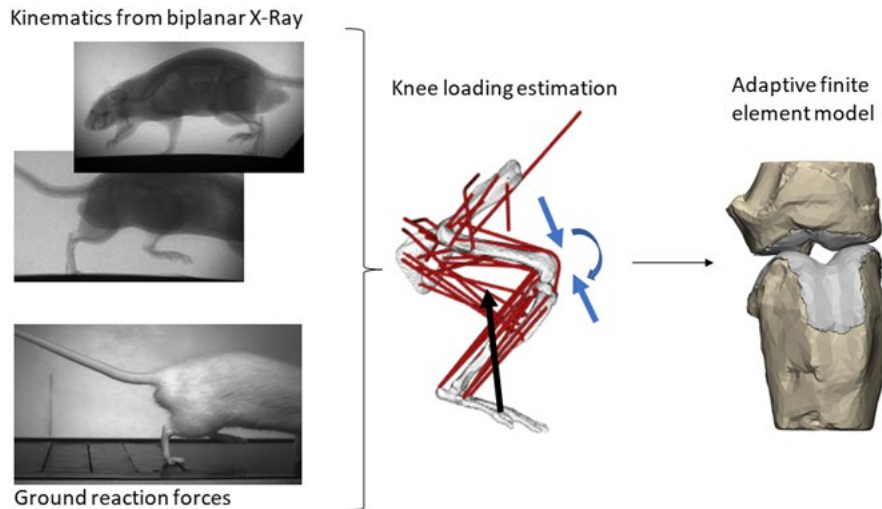 Kinematics from biplanar X-Ray
Knee loading estimation
Adaptive finite
element model
Ground reaction forces